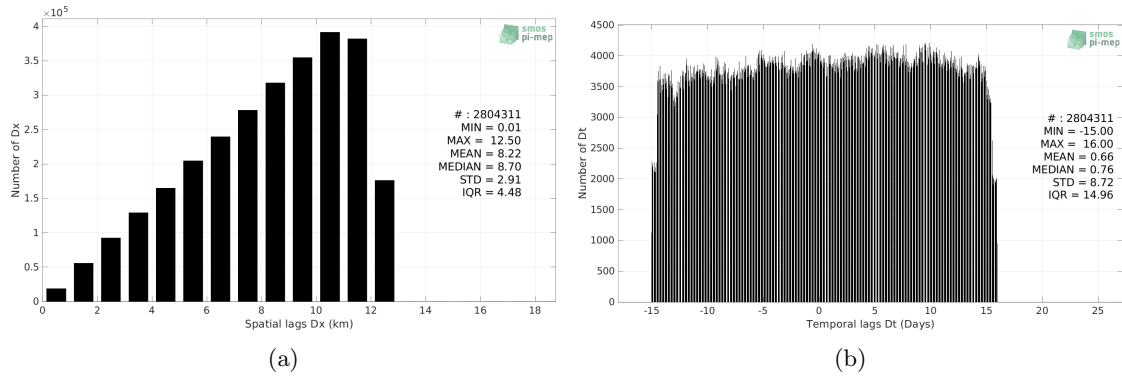 ×10⁵
4
3.5
3
2.5
2
1.5
1
0.5
0
Number of Dx
0 2 4 6 8 10 12 14 16 18
Spatial lags Dx (km)
smos
pi-mep
# : 2804311
MIN = 0.01
MAX = 12.50
MEAN = 8.22
MEDIAN = 8.70
STD = 2.91
IQR = 4.48
(a)
4500
4000
3500
3000
2500
2000
1500
1000
500
0
Number of Dt
-15 -10 -5 0 5 10 15 20 25
Temporal lags Dt (Days)
smos
pi-mep
# : 2804311
MIN = -15.00
MAX = 16.00
MEAN = 0.66
MEDIAN = 0.76
STD = 8.72
IQR = 14.96
(b)